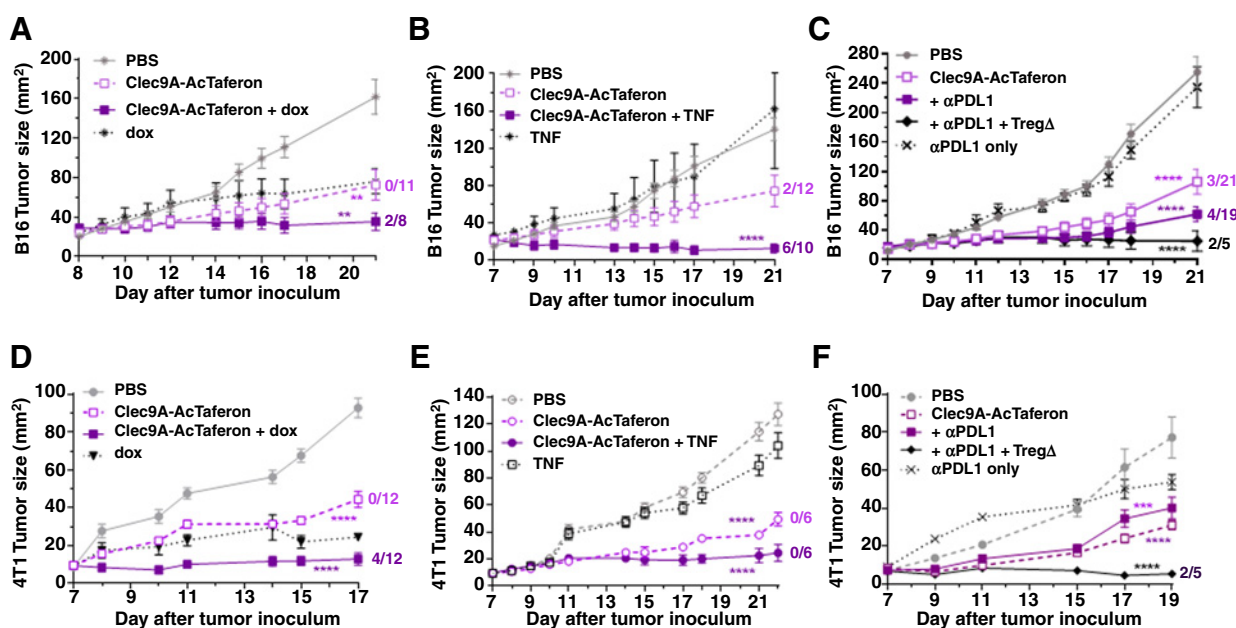 A
B16 Tumor size (mm²)
200
160
120
80
40
0
PBS
Clec9A-AcTaferon
Clec9A-AcTaferon + dox
dox
0/11
**
**
2/8
8 10 12 14 16 18 20
Day after tumor inoculum
B
B16 Tumor size (mm²)
200
160
120
80
40
0
PBS
Clec9A-AcTaferon
Clec9A-AcTaferon + TNF
TNF
2/12
****
6/10
7 9 11 13 15 17 19 21
Day after tumor inoculum
C
B16 Tumor size (mm²)
280
240
200
160
120
80
40
0
PBS
Clec9A-AcTaferon
+ αPDL1
+ αPDL1 + TregΔ
αPDL1 only
**** 3/21
**** 4/19
**** 2/5
7 9 11 13 15 17 19 21
Day after tumor inoculum
D
4T1 Tumor size (mm²)
100
80
60
40
20
0
PBS
Clec9A-AcTaferon
Clec9A-AcTaferon + dox
dox
0/12
****
4/12
****
7 9 11 13 15 17
Day after tumor inoculum
E
4T1 Tumor size (mm²)
140
120
100
80
60
40
20
0
PBS
Clec9A-AcTaferon
Clec9A-AcTaferon + TNF
TNF
**** 0/6
0/6
****
7 9 11 13 15 17 19 21
Day after tumor inoculum
F
4T1 Tumor size (mm²)
100
80
60
40
20
0
PBS
Clec9A-AcTaferon
+ αPDL1
+ αPDL1 + TregΔ
αPDL1 only
***
****
****
2/5
7 9 11 13 15 17 19
Day after tumor inoculum